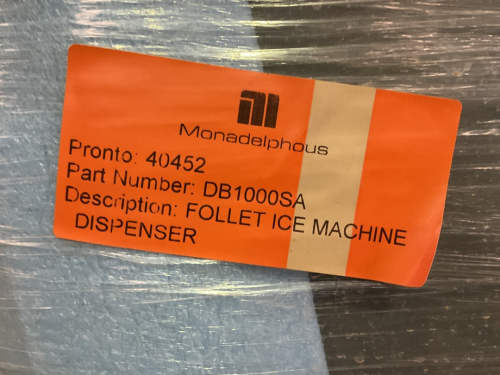 Monadelphous
Pronto: 40452
Part Number: DB1000SA
Description: FOLLET ICE MACHINE
DISPENSER